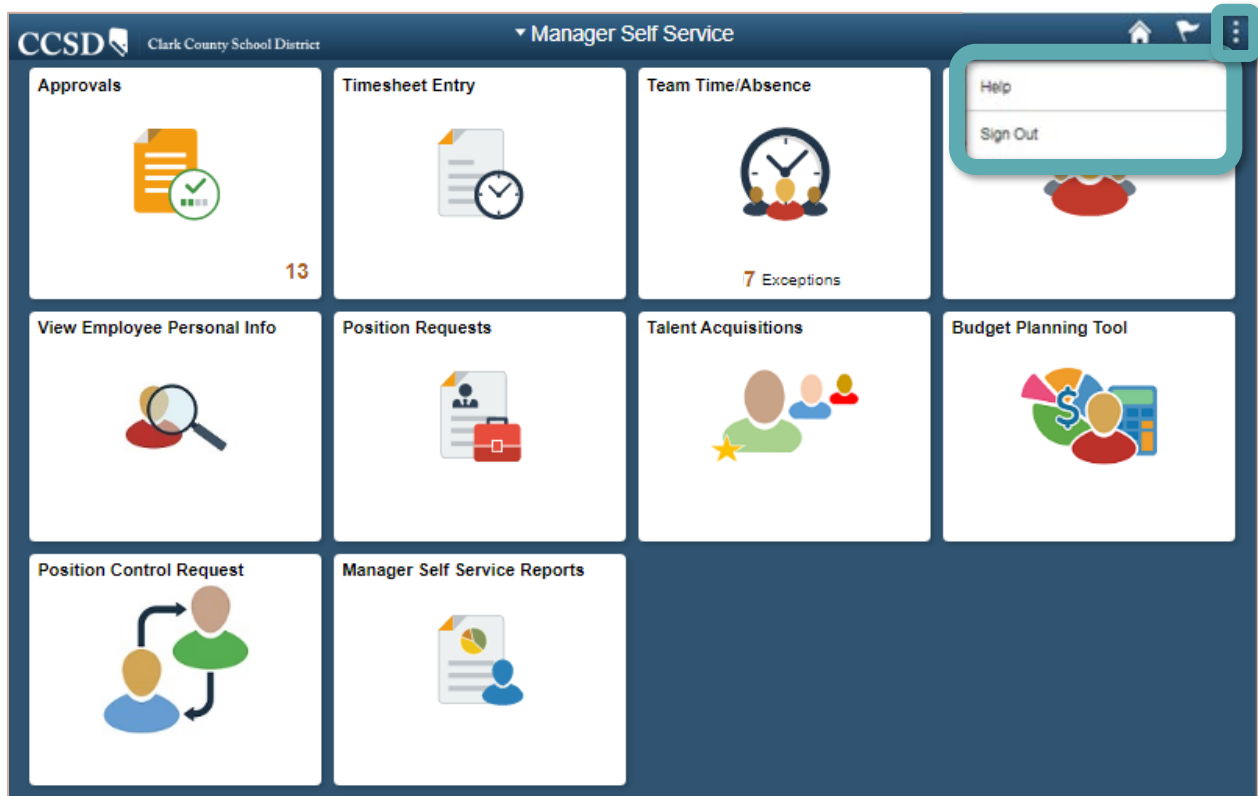 CCSD Clark County School District
Manager Self Service
Help
Sign Out
Approvals
13
Timesheet Entry
Team Time/Absence
7 Exceptions
View Employee Personal Info
Position Requests
Talent Acquisitions
Budget Planning Tool
$
Position Control Request
Manager Self Service Reports